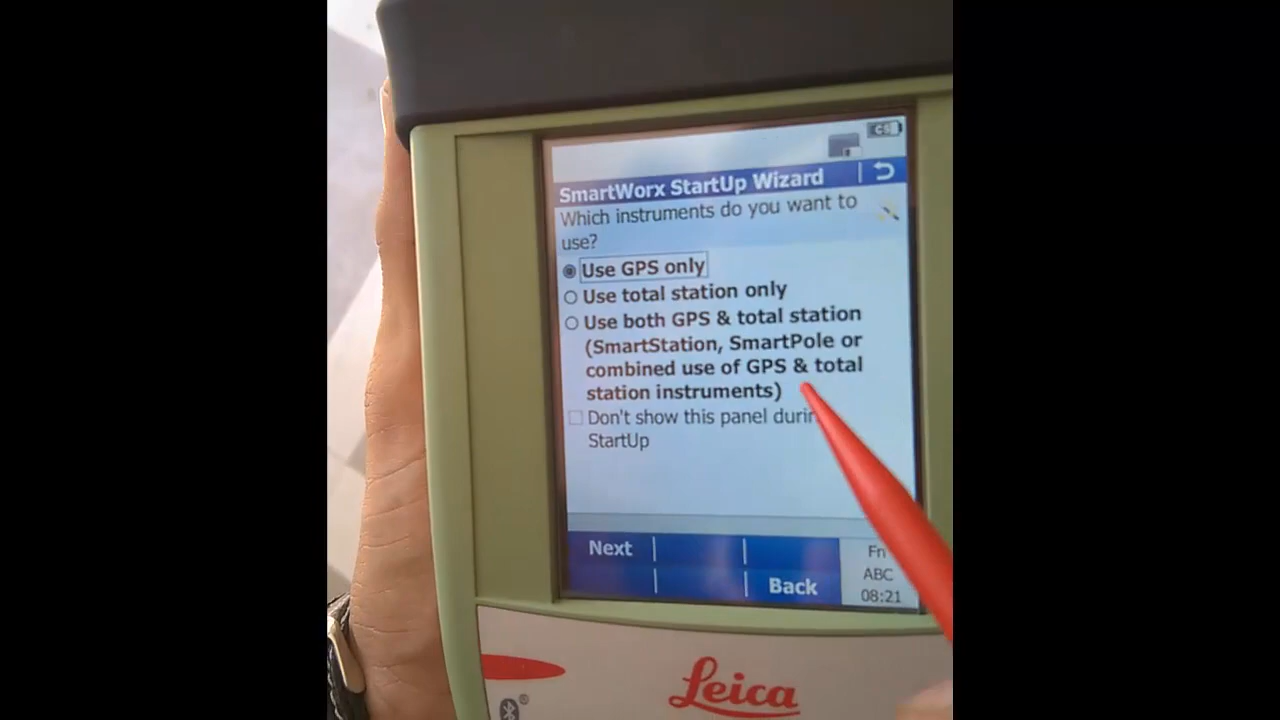 CS
SmartWorx StartUp Wizard
Which instruments do you want to
use?
Use GPS only
Use total station only
Use both GPS & total station
(SmartStation, SmartPole or
combined use of GPS & total
station instruments)
Don't show this panel
StartUp
Next
Fn
ABC
Back
08:21
Leica